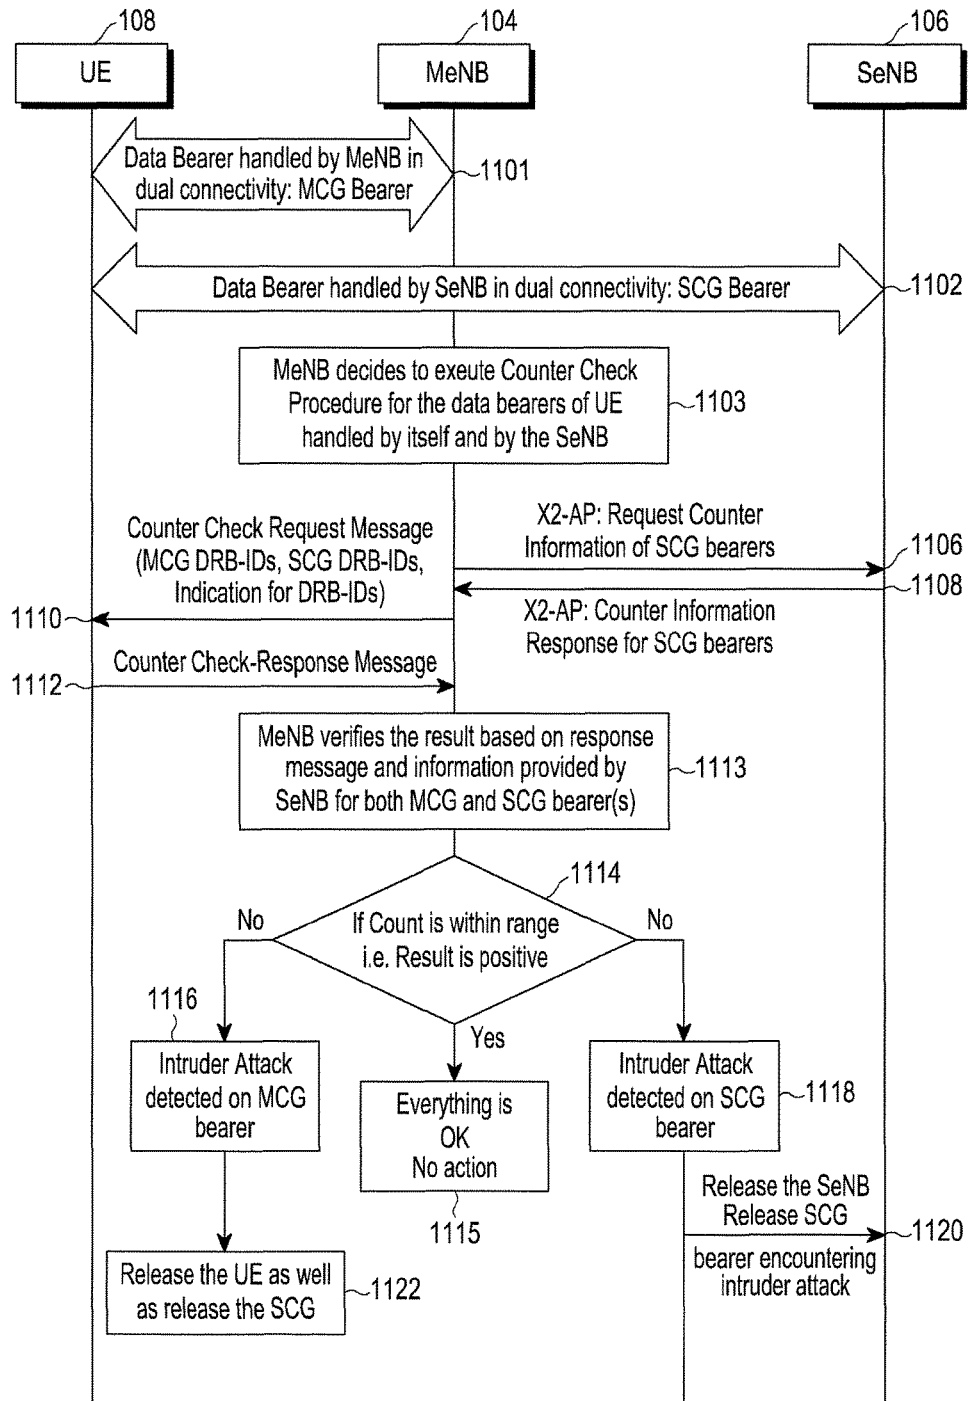 108
104
106
UE
MeNB
SeNB
Data Bearer handled by MeNB in
dual connectivity: MCG Bearer
1101
Data Bearer handled by SeNB in dual connectivity: SCG Bearer
1102
MeNB decides to exeute Counter Check
Procedure for the data bearers of UE
handled by itself and by the SeNB
1103
Counter Check Request Message
(MCG DRB-IDs, SCG DRB-IDs,
Indication for DRB-IDs)
1110
X2-AP: Request Counter
Information of SCG bearers
1106
1108
X2-AP: Counter Information
Response for SCG bearers
Counter Check-Response Message
1112
MeNB verifies the result based on response
message and information provided by
SeNB for both MCG and SCG bearer(s)
1113
1114
If Count is within range
i.e. Result is positive
No
No
Yes
1116
Intruder Attack
detected on MCG
bearer
Everything is
OK
No action
1115
Intruder Attack
detected on SCG
bearer
1118
Release the SeNB
Release SCG
1120
bearer encountering
intruder attack
Release the UE as well
as release the SCG
1122